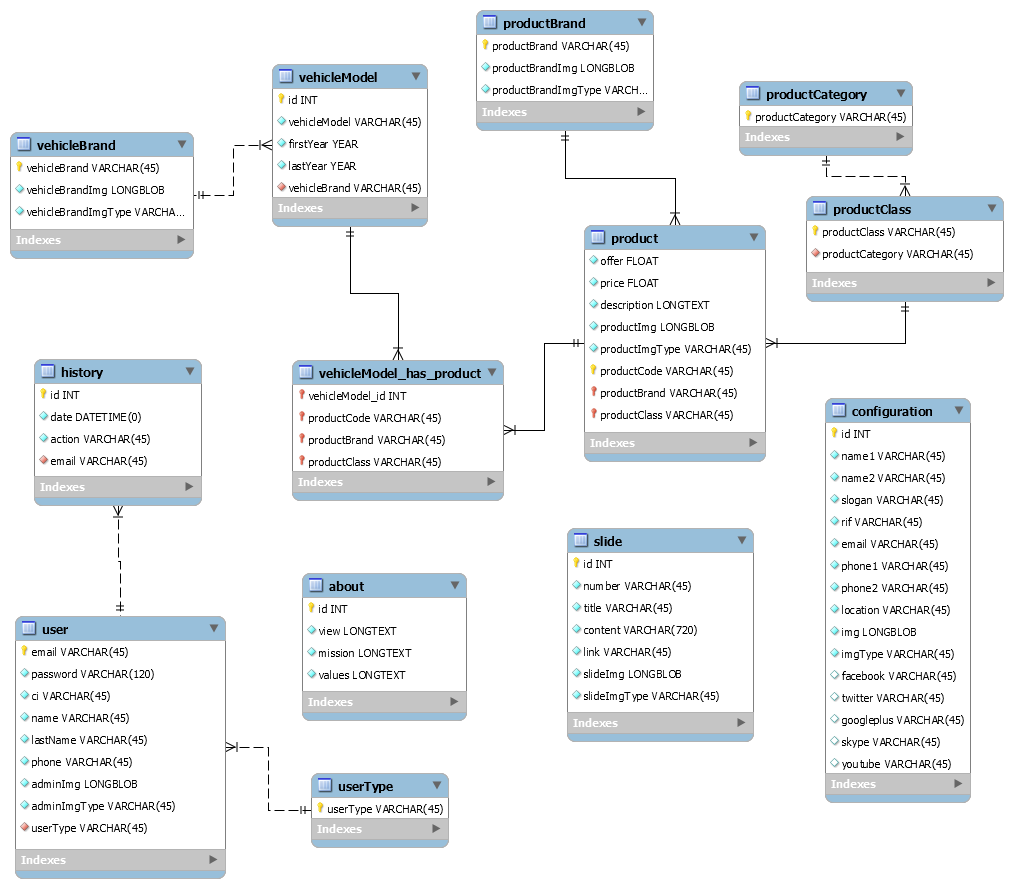 productBrand
productBrand VARCHAR(45)
productBrandImg LONGBLOB
productBrandImgType VARCH...
Indexes
vehicleModel
id INT
vehicleModel VARCHAR(45)
firstYear YEAR
lastYear YEAR
vehicleBrand VARCHAR(45)
Indexes
productCategory
productCategory VARCHAR(45)
Indexes
vehicleBrand
vehicleBrand VARCHAR(45)
vehicleBrandImg LONGBLOB
vehicleBrandImgType VARCHA...
Indexes
productClass
productClass VARCHAR(45)
productCategory VARCHAR(45)
Indexes
product
offer FLOAT
price FLOAT
description LONGTEXT
productImg LONGBLOB
productImgType VARCHAR(45)
productCode VARCHAR(45)
productBrand VARCHAR(45)
productClass VARCHAR(45)
Indexes
history
id INT
date DATETIME(0)
action VARCHAR(45)
email VARCHAR(45)
Indexes
vehicleModel_has_product
vehicleModel_id INT
productCode VARCHAR(45)
productBrand VARCHAR(45)
productClass VARCHAR(45)
Indexes
configuration
id INT
name1 VARCHAR(45)
name2 VARCHAR(45)
slogan VARCHAR(45)
rif VARCHAR(45)
email VARCHAR(45)
phone1 VARCHAR(45)
phone2 VARCHAR(45)
location VARCHAR(45)
img LONGBLOB
imgType VARCHAR(45)
facebook VARCHAR(45)
twitter VARCHAR(45)
googleplus VARCHAR(45)
skype VARCHAR(45)
youtube VARCHAR(45)
Indexes
slide
id INT
number VARCHAR(45)
title VARCHAR(45)
content VARCHAR(720)
link VARCHAR(45)
slideImg LONGBLOB
slideImgType VARCHAR(45)
Indexes
about
id INT
view LONGTEXT
mission LONGTEXT
values LONGTEXT
Indexes
user
email VARCHAR(45)
password VARCHAR(120)
ci VARCHAR(45)
name VARCHAR(45)
lastName VARCHAR(45)
phone VARCHAR(45)
adminImg LONGBLOB
adminImgType VARCHAR(45)
userType VARCHAR(45)
Indexes
userType
userType VARCHAR(45)
Indexes